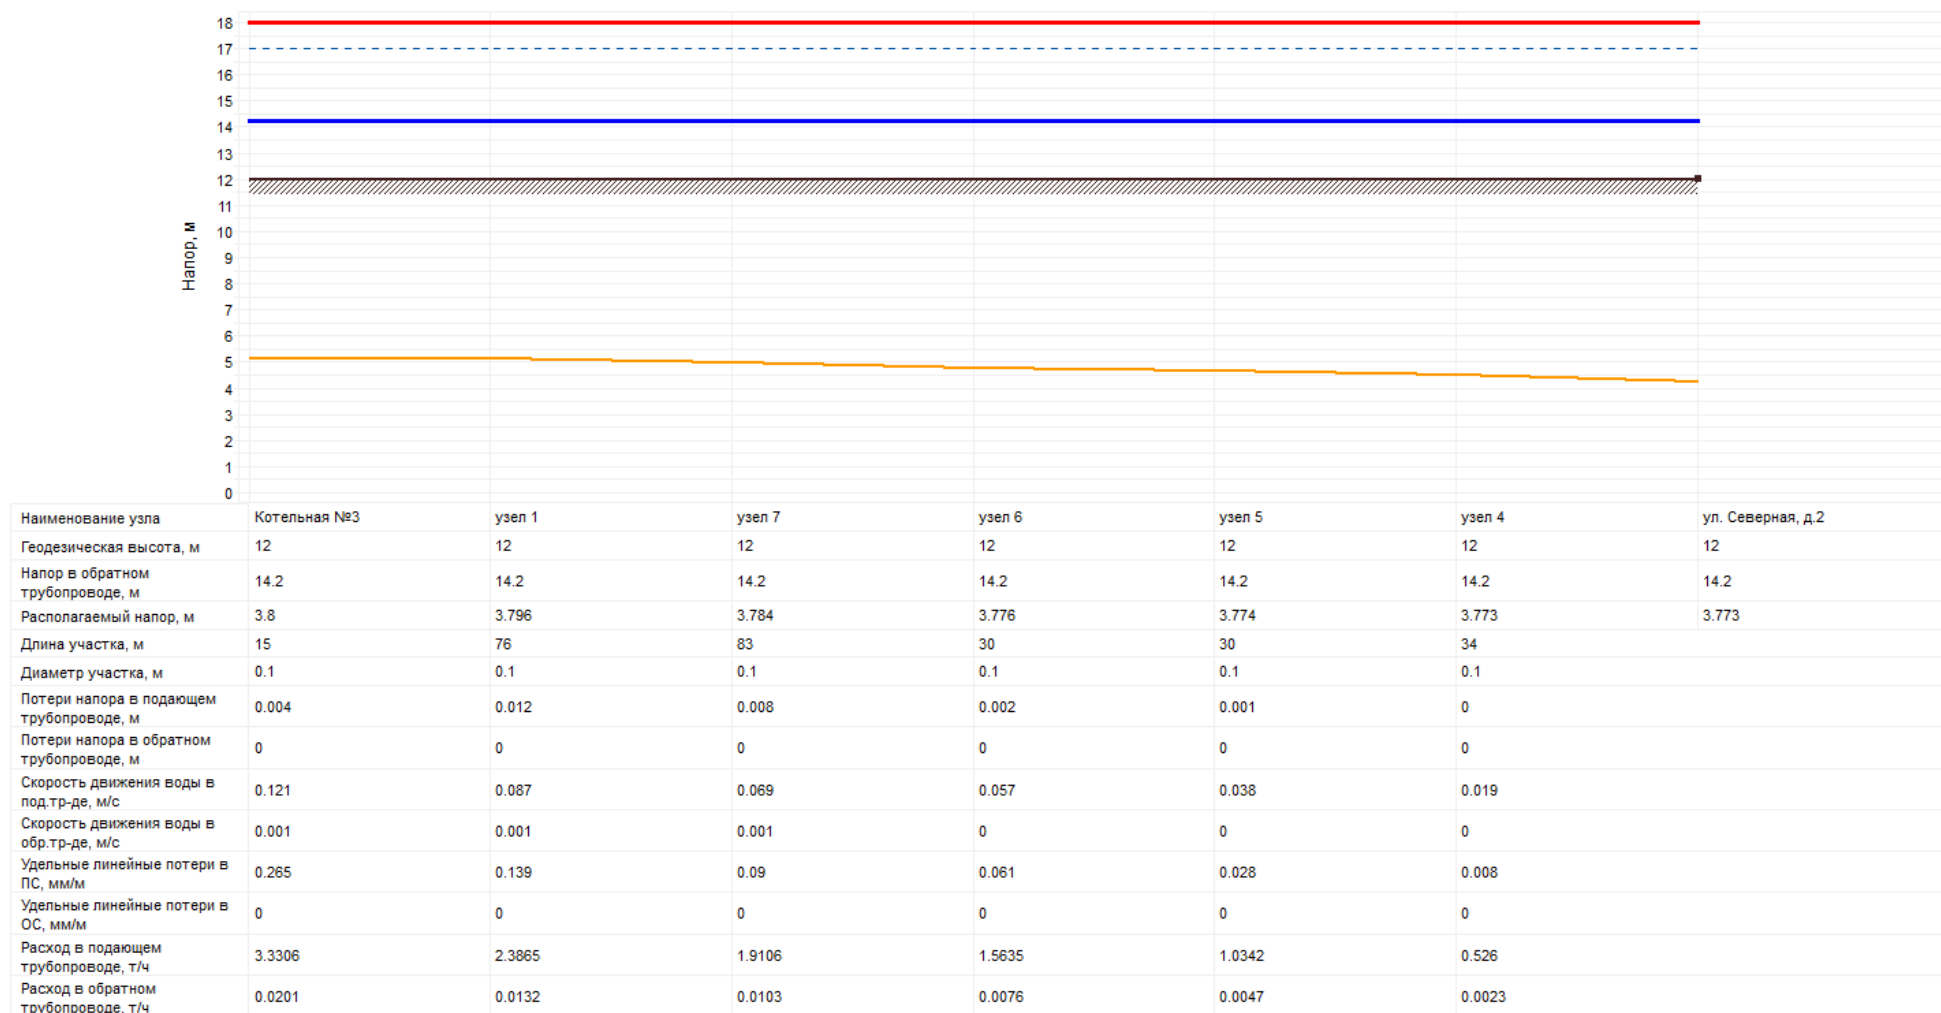 18
17
16
15
14
13
12
11
10
9
8
7
6
5
4
3
2
1
0
Напор, м
Наименование узла Котельная №3 узел 1 узел 7 узел 6 узел 5 узел 4 ул. Северная, д.2
Геодезическая высота, м 12 12 12 12 12 12 12
Напор в обратном
трубопроводе, м 14.2 14.2 14.2 14.2 14.2 14.2 14.2
Располагаемый напор, м 3.8 3.796 3.784 3.776 3.774 3.773 3.773
Длина участка, м 15 76 83 30 30 34
Диаметр участка, м 0.1 0.1 0.1 0.1 0.1 0.1
Потери напора в подающем
трубопроводе, м 0.004 0.012 0.008 0.002 0.001 0
Потери напора в обратном
трубопроводе, м 0 0 0 0 0 0
Скорость движения воды в
под.тр-де, м/с 0.121 0.087 0.069 0.057 0.038 0.019
Скорость движения воды в
обр.тр-де, м/с 0.001 0.001 0.001 0 0 0
Удельные линейные потери в
ПС, мм/м 0.265 0.139 0.09 0.061 0.028 0.008
Удельные линейные потери в
ОС, мм/м 0 0 0 0 0 0
Расход в подающем
трубопроводе, т/ч 3.3306 2.3865 1.9106 1.5635 1.0342 0.526
Расход в обратном
трубопроводе, т/ч 0.0201 0.0132 0.0103 0.0076 0.0047 0.0023